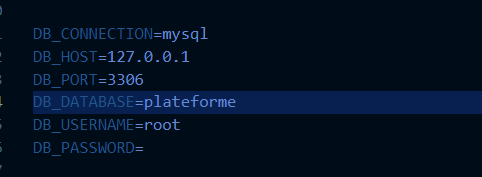 DB_CONNECTION=mysql
DB_HOST=127.0.0.1
DB_PORT=3306
DB_DATABASE=plateforme
DB_USERNAME=root
DB_PASSWORD=